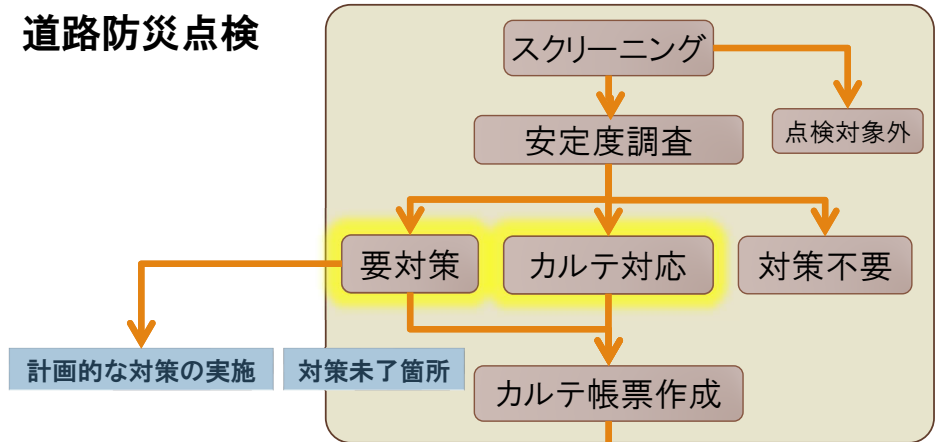 道路防災点検
スクリーニング
点検対象外
安定度調査
要対策
カルテ対応
対策不要
計画的な対策の実施
対策未了箇所
カルテ帳票作成